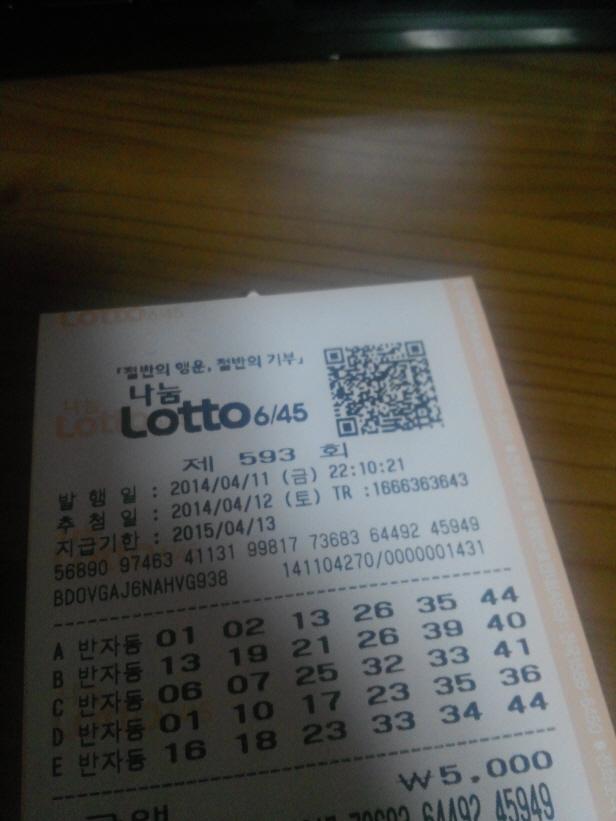 Lotto 6/45
「절반의 행운, 절반의 기부」
나눔
Lotto 6/45
제 593 회
발 행 일 : 2014/04/11 (금) 22:10:21
추 첨 일 : 2014/04/12 (토) TR :1666363643
지급기한 : 2015/04/13
56890 97463 41131 99817 73683 64492 45949
BDOVGAJ6NAHVG938 141104270/0000001431
A 반자동 01 02 13 26 35 44
B 반자동 13 19 21 26 39 40
C 반자동 06 07 25 32 33 41
D 반자동 01 10 17 23 35 36
E 반자동 16 18 23 33 34 44
₩5,000
64492 45949